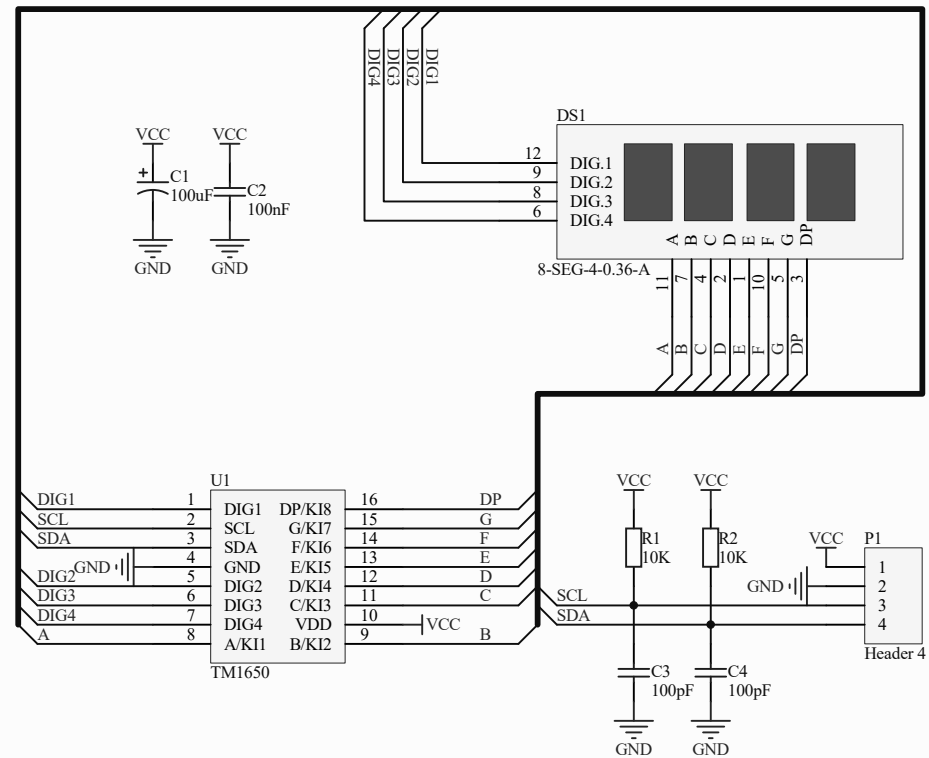 DIG4
DIG3
DIG2
DIG1
DS1
12
9
8
6
DIG.1
DIG.2
DIG.3
DIG.4
A
B
C
D
E
F
G
DP
8-SEG-4-0.36-A
11
7
4
2
1
10
5
3
A
B
C
D
E
F
G
DP
VCC
VCC
+
C1
100uF
C2
100nF
GND
GND
U1
DIG1 1 DIG1 DP/KI8 16 DP
SCL 2 SCL G/KI7 15 G
SDA 3 SDA F/KI6 14 F
GND 4 GND E/KI5 13 E
DIG2 5 DIG2 D/KI4 12 D
DIG3 6 DIG3 C/KI3 11 C
DIG4 7 DIG4 VDD 10 VCC
A 8 A/KI1 B/KI2 9 B
TM1650
VCC
VCC
R1
10K
R2
10K
VCC
P1
GND
1
2
3
4
SCL
SDA
Header 4
C3
100pF
C4
100pF
GND
GND